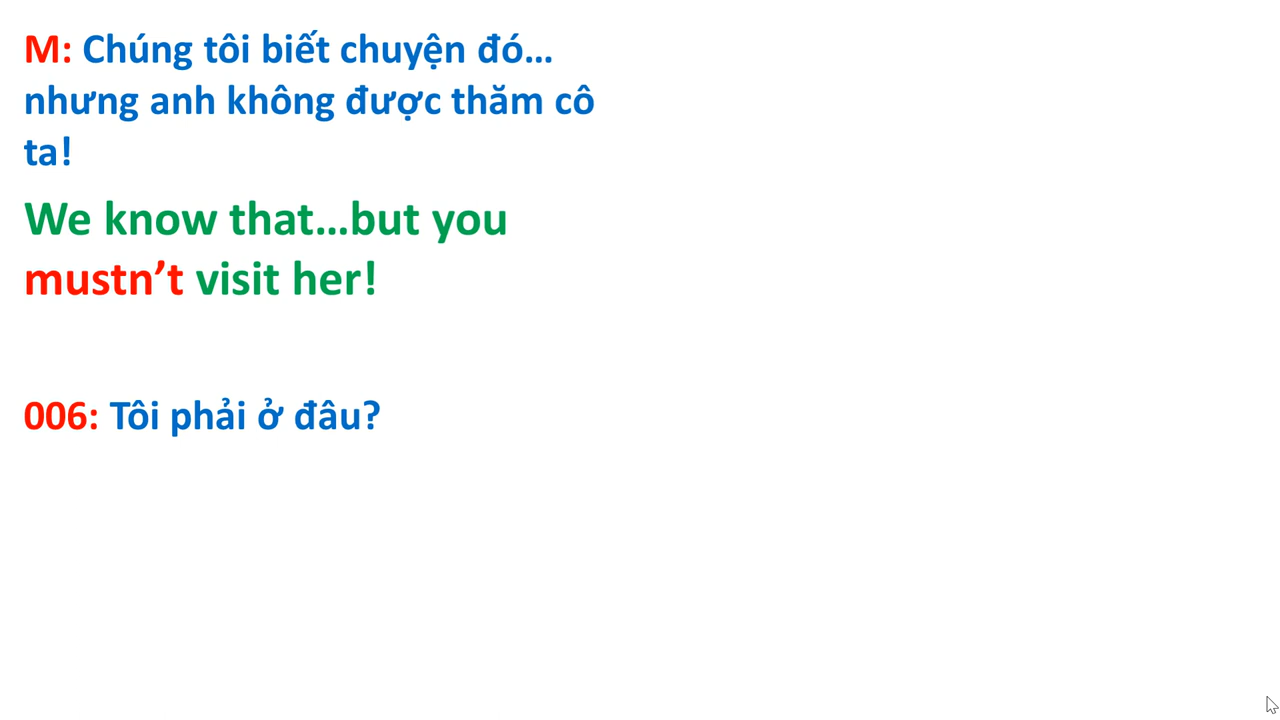 M: Chúng tôi biết chuyện đó…
nhưng anh không được thăm cô
ta!
We know that…but you
mustn’t visit her!
006: Tôi phải ở đâu?